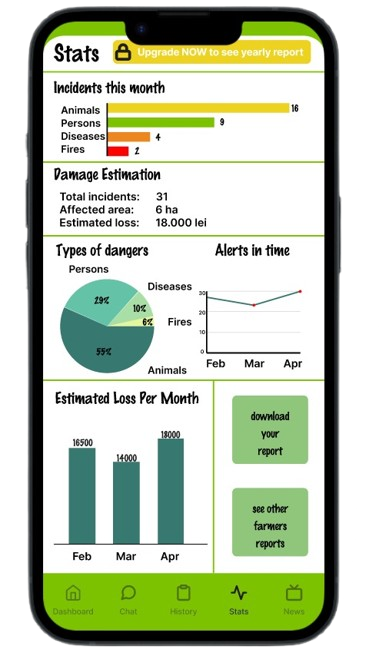 Stats
Upgrade NOW to see yearly report
Incidents this month
Animals 16
Persons 9
Diseases 4
Fires 2
Damage Estimation
Total incidents: 31
Affected area: 6 ha
Estimated loss: 18.000 lei
Types of dangers
Persons
Diseases
Fires
Animals
29%
10%
6%
55%
Alerts in time
30
20
10
0
Feb Mar Apr
Estimated Loss Per Month
16500
14000
18000
Feb Mar Apr
download
your
report
see other
farmers
reports
Dashboard Chat History Stats News